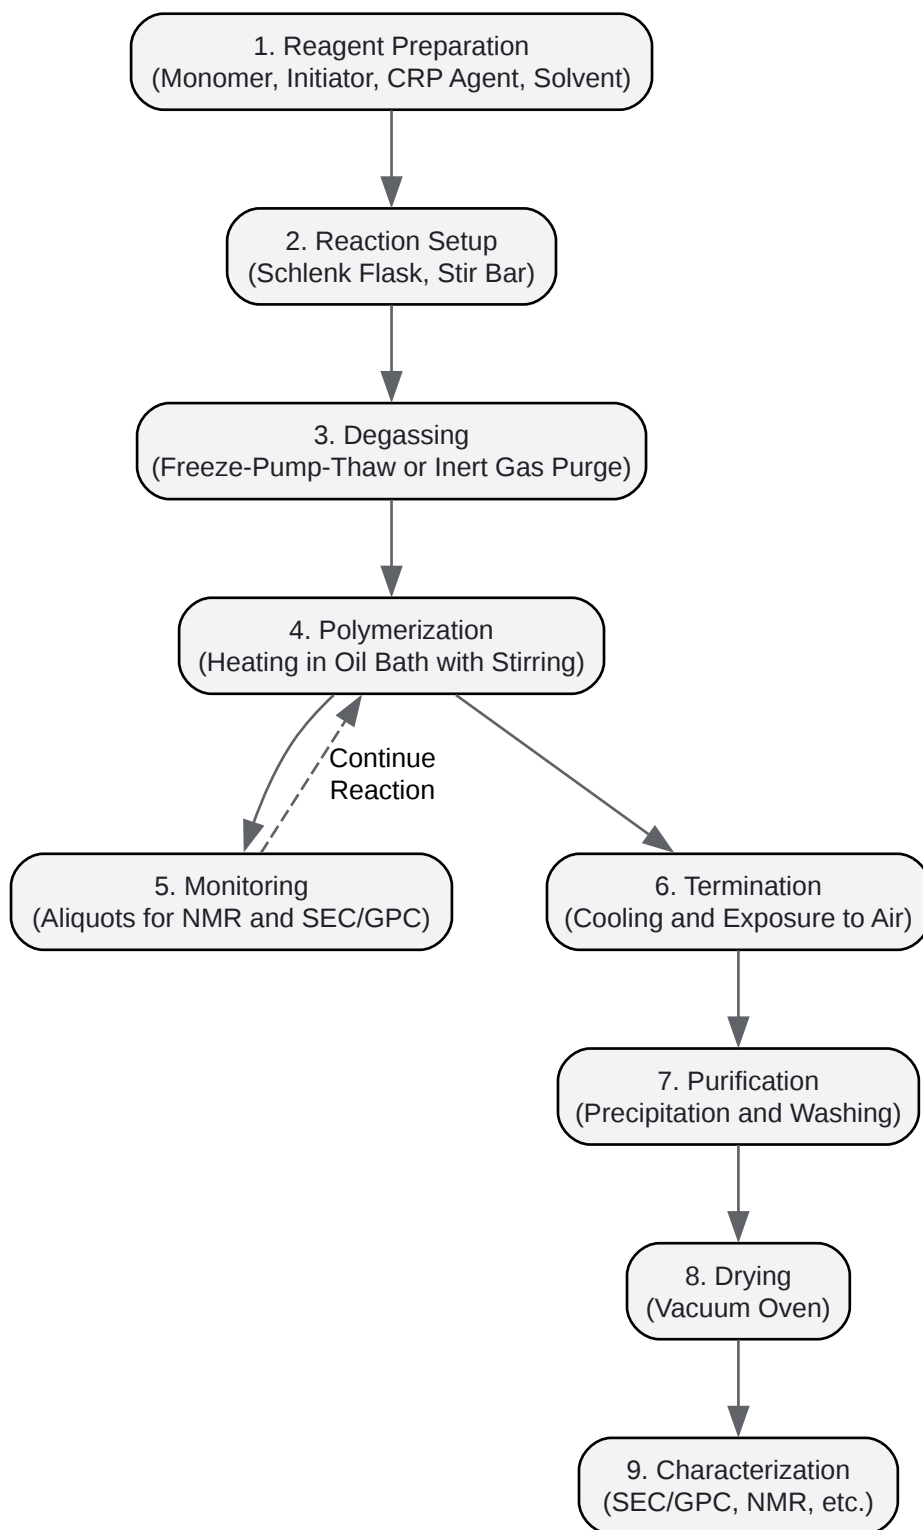 1. Reagent Preparation
(Monomer, Initiator, CRP Agent, Solvent)
2. Reaction Setup
(Schlenk Flask, Stir Bar)
3. Degassing
(Freeze-Pump-Thaw or Inert Gas Purge)
4. Polymerization
(Heating in Oil Bath with Stirring)
Continue
Reaction
5. Monitoring
(Aliquots for NMR and SEC/GPC)
6. Termination
(Cooling and Exposure to Air)
7. Purification
(Precipitation and Washing)
8. Drying
(Vacuum Oven)
9. Characterization
(SEC/GPC, NMR, etc.)